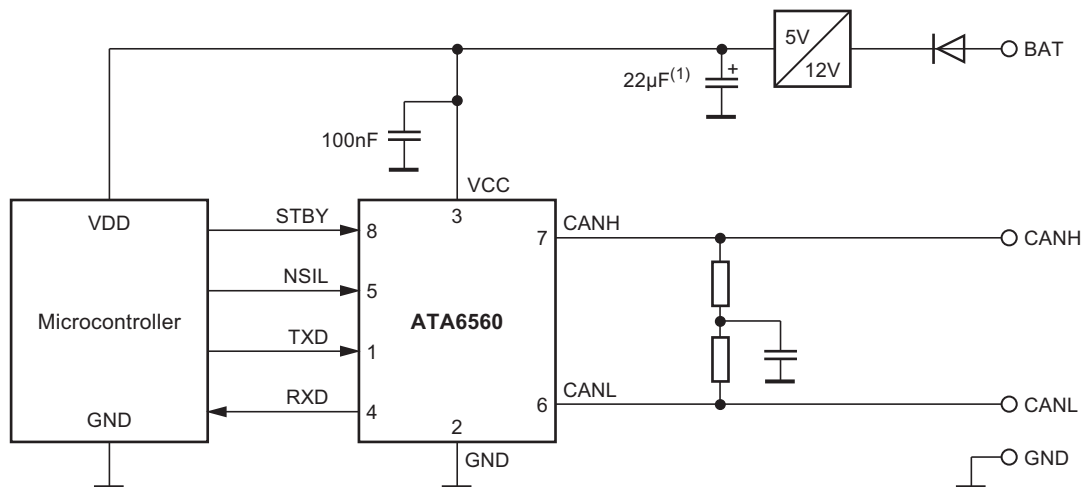 5V
12V
BAT
22µF(1)
+
100nF
VCC
VDD
STBY
3
8
7
CANH
CANH
NSIL
5
Microcontroller
ATA6560
TXD
1
RXD
4
CANL
6
CANL
GND
2
GND
GND